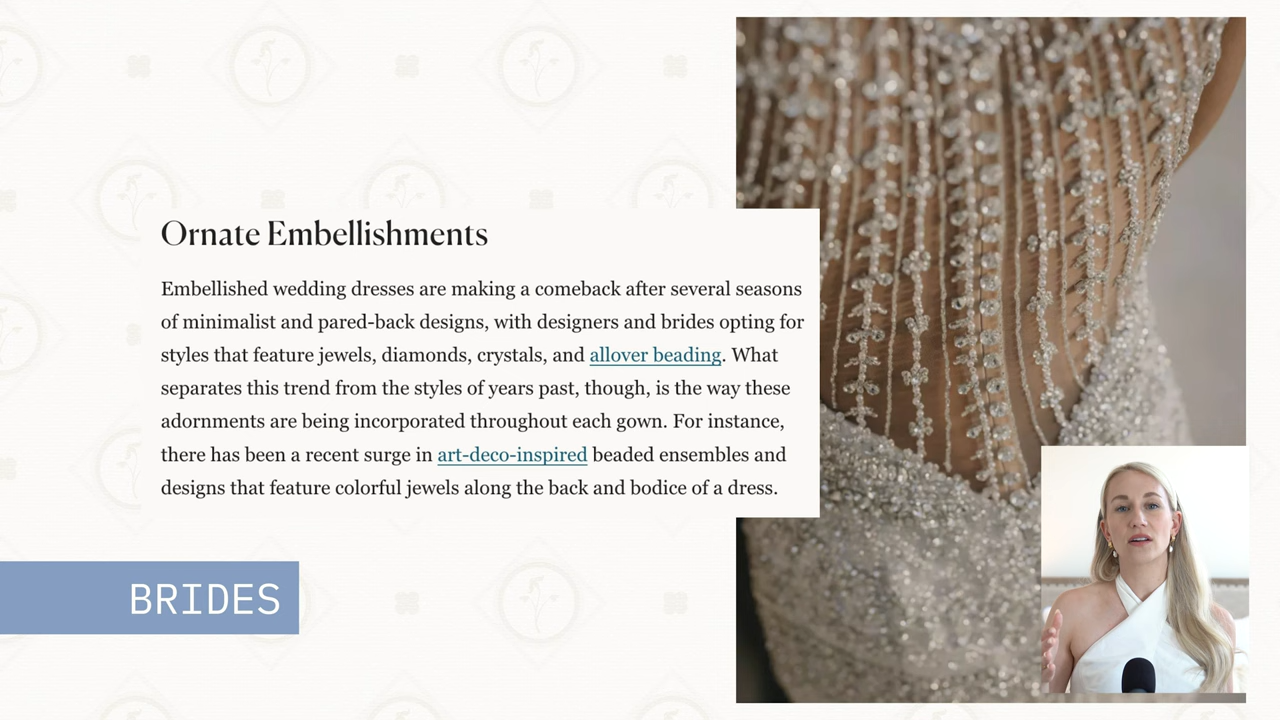 Ornate Embellishments
Embellished wedding dresses are making a comeback after several seasons
of minimalist and pared-back designs, with designers and brides opting for
styles that feature jewels, diamonds, crystals, and allover beading. What
separates this trend from the styles of years past, though, is the way these
adornments are being incorporated throughout each gown. For instance,
there has been a recent surge in art-deco-inspired beaded ensembles and
designs that feature colorful jewels along the back and bodice of a dress.
BRIDES